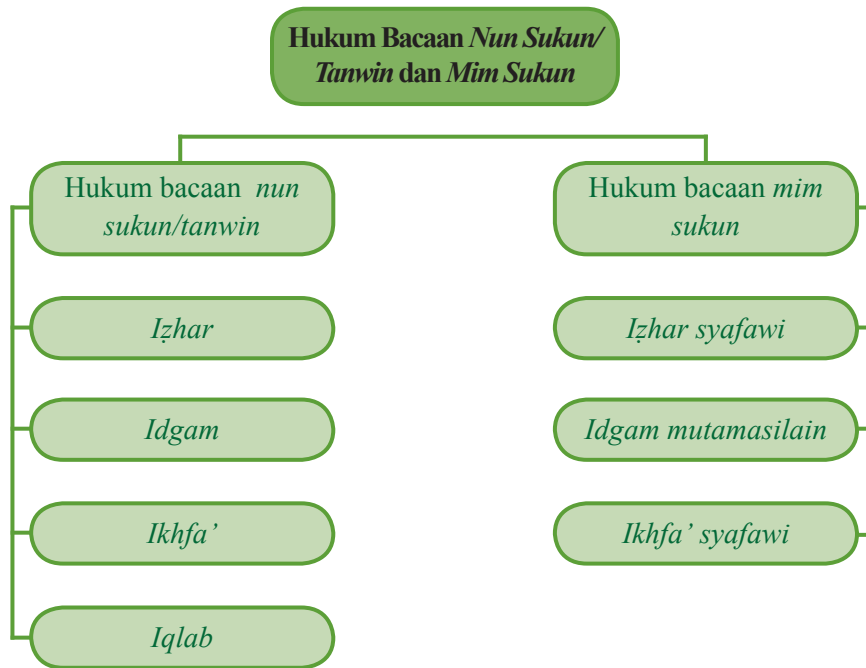 Hukum Bacaan Nun Sukun/
Tanwin dan Mim Sukun
Hukum bacaan nun
sukun/tanwin
Iẓhar
Idgam
Ikhfa’
Iqlab
Hukum bacaan mim
sukun
Iẓhar syafawi
Idgam mutamasilain
Ikhfa’ syafawi